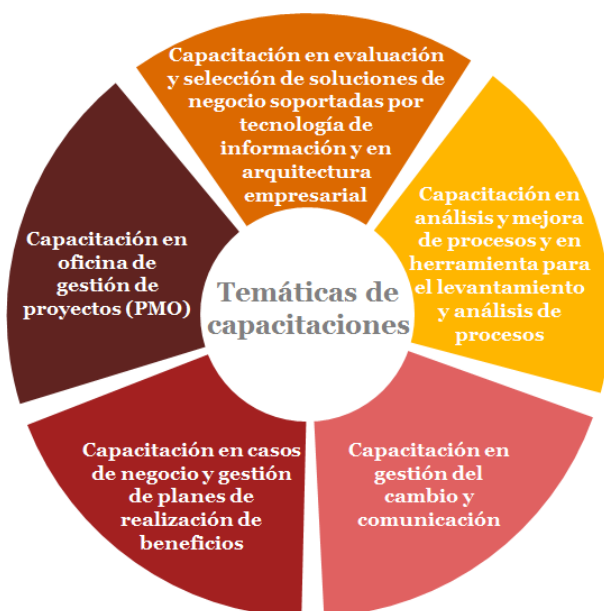 Capacitación en evaluación
y selección de soluciones de
negocio soportadas por
tecnología de
información y en
arquitectura
empresarial
Capacitación en
análisis y mejora
de procesos y en
herramienta para
el levantamiento
y análisis de
procesos
Capacitación en
gestión del
cambio y
comunicación
Capacitación en casos
de negocio y gestión
de planes de
realización de
beneficios
Capacitación en
oficina de
gestión de
proyectos (PMO)
Temáticas de
capacitaciones